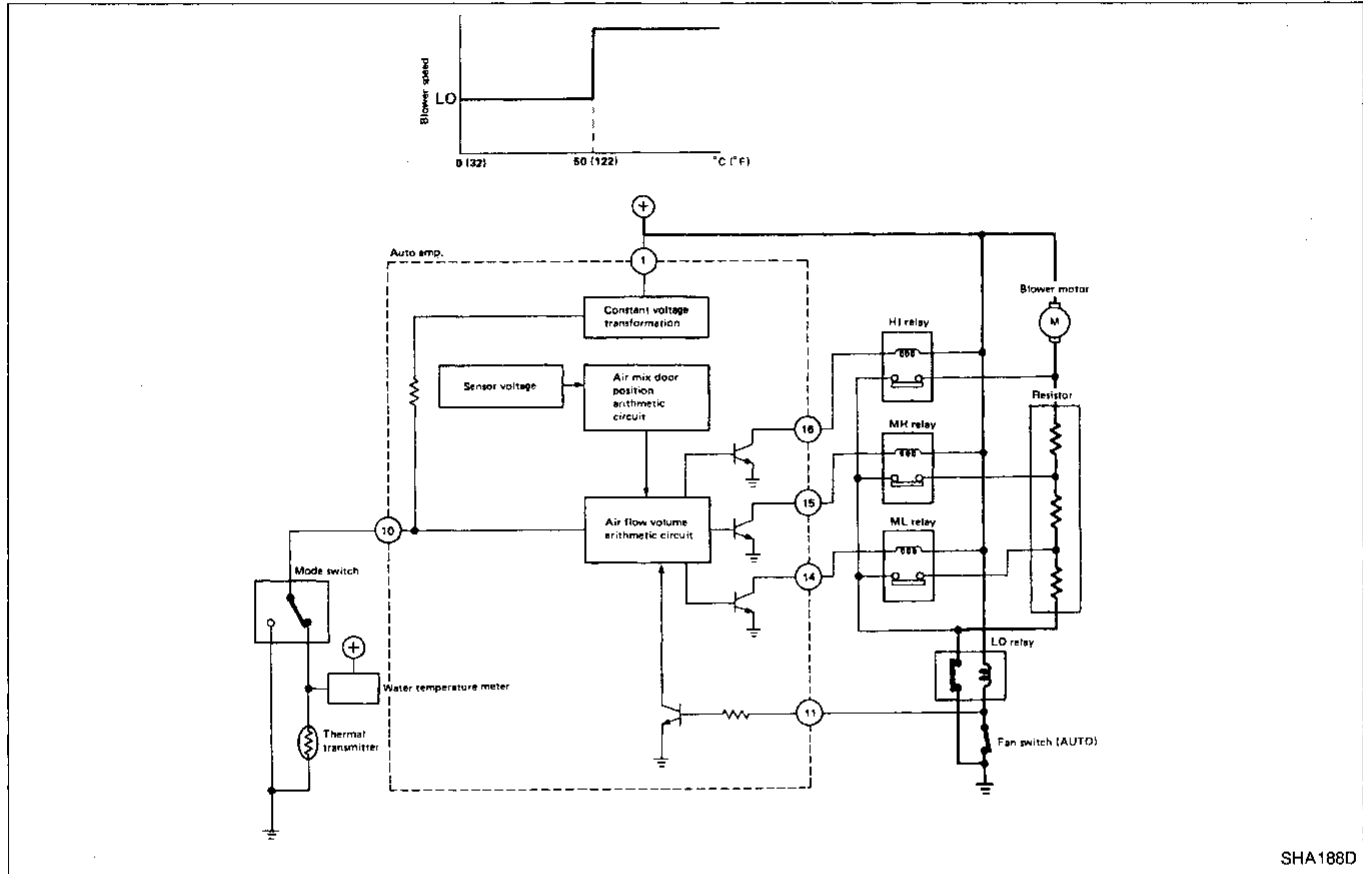 Blower speed
LO
0 (32)
50 (122)
°C (°F)
+
Auto amp.
1
Constant voltage
transformation
Blower motor
M
HI relay
Sensor voltage
Air mix door
position
arithmetic
circuit
Resistor
16
MH relay
15
10
Air flow volume
arithmetic circuit
ML relay
14
Mode switch
+
Water temperature meter
LO relay
11
Thermal
transmitter
Fan switch (AUTO)
SHA188D